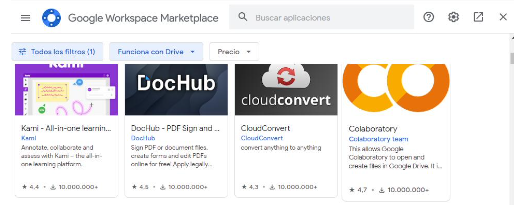 Google Workspace Marketplace
Buscar aplicaciones
Todos los filtros (1)
Funciona con Drive
Precio
Kami
DocHub
cloudconvert
Kami - All-in-one learnin...
Kami
Annotate, collaborate and
assess with Kami – the all-in-
one learning platform.
4.4
10.000.000+
DocHub - PDF Sign and ...
DocHub
Sign PDF or document files,
create forms and edit PDFs
online for free! Apply legally...
4.5
10.000.000+
CloudConvert
CloudConvert
convert anything to anything
4.3
10.000.000+
Colaboratory
Colaboratory team
This allows Google
Colaboratory to open and
create files in Google Drive. It i...
4.7
10.000.000+